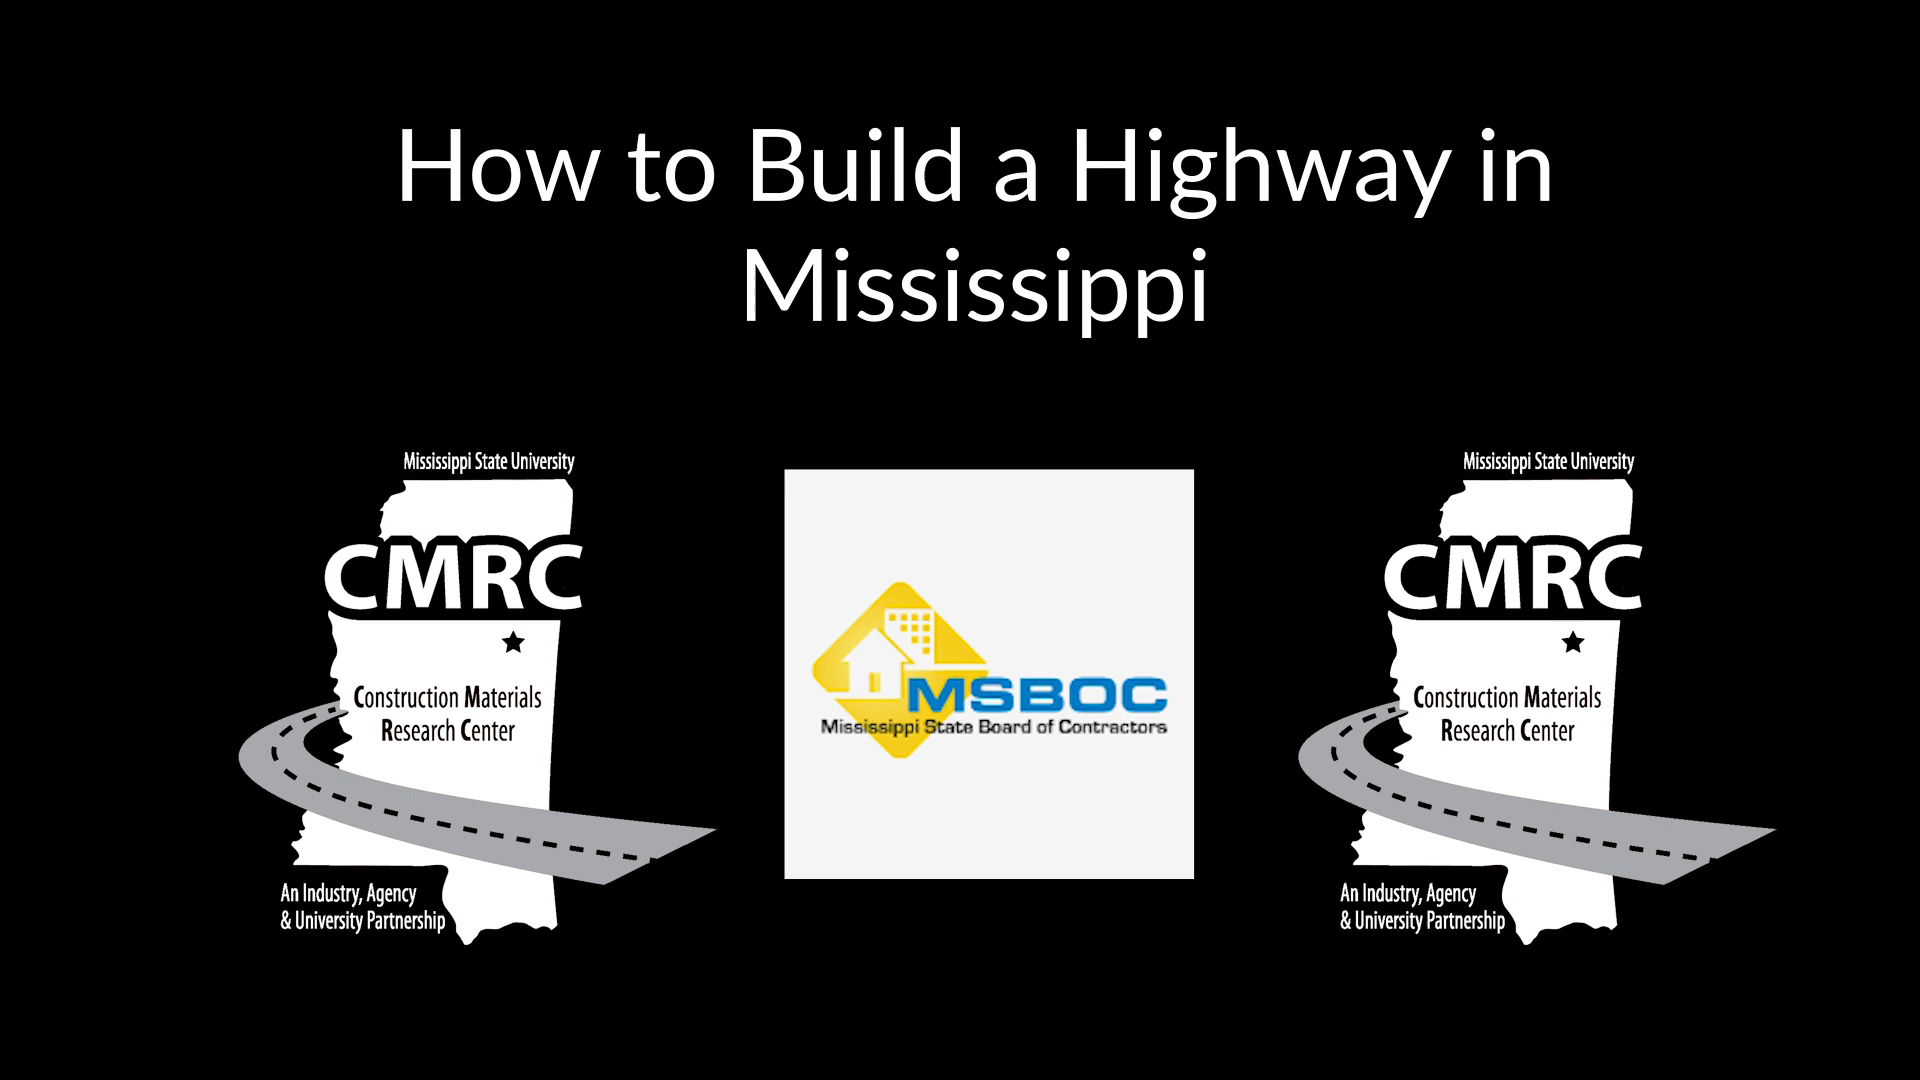 How to Build a Highway in
Mississippi
Mississippi State University
CMRC
Construction Materials
Research Center
An Industry, Agency
& University Partnership
MSBOC
Mississippi State Board of Contractors
Mississippi State University
CMRC
Construction Materials
Research Center
An Industry, Agency
& University Partnership